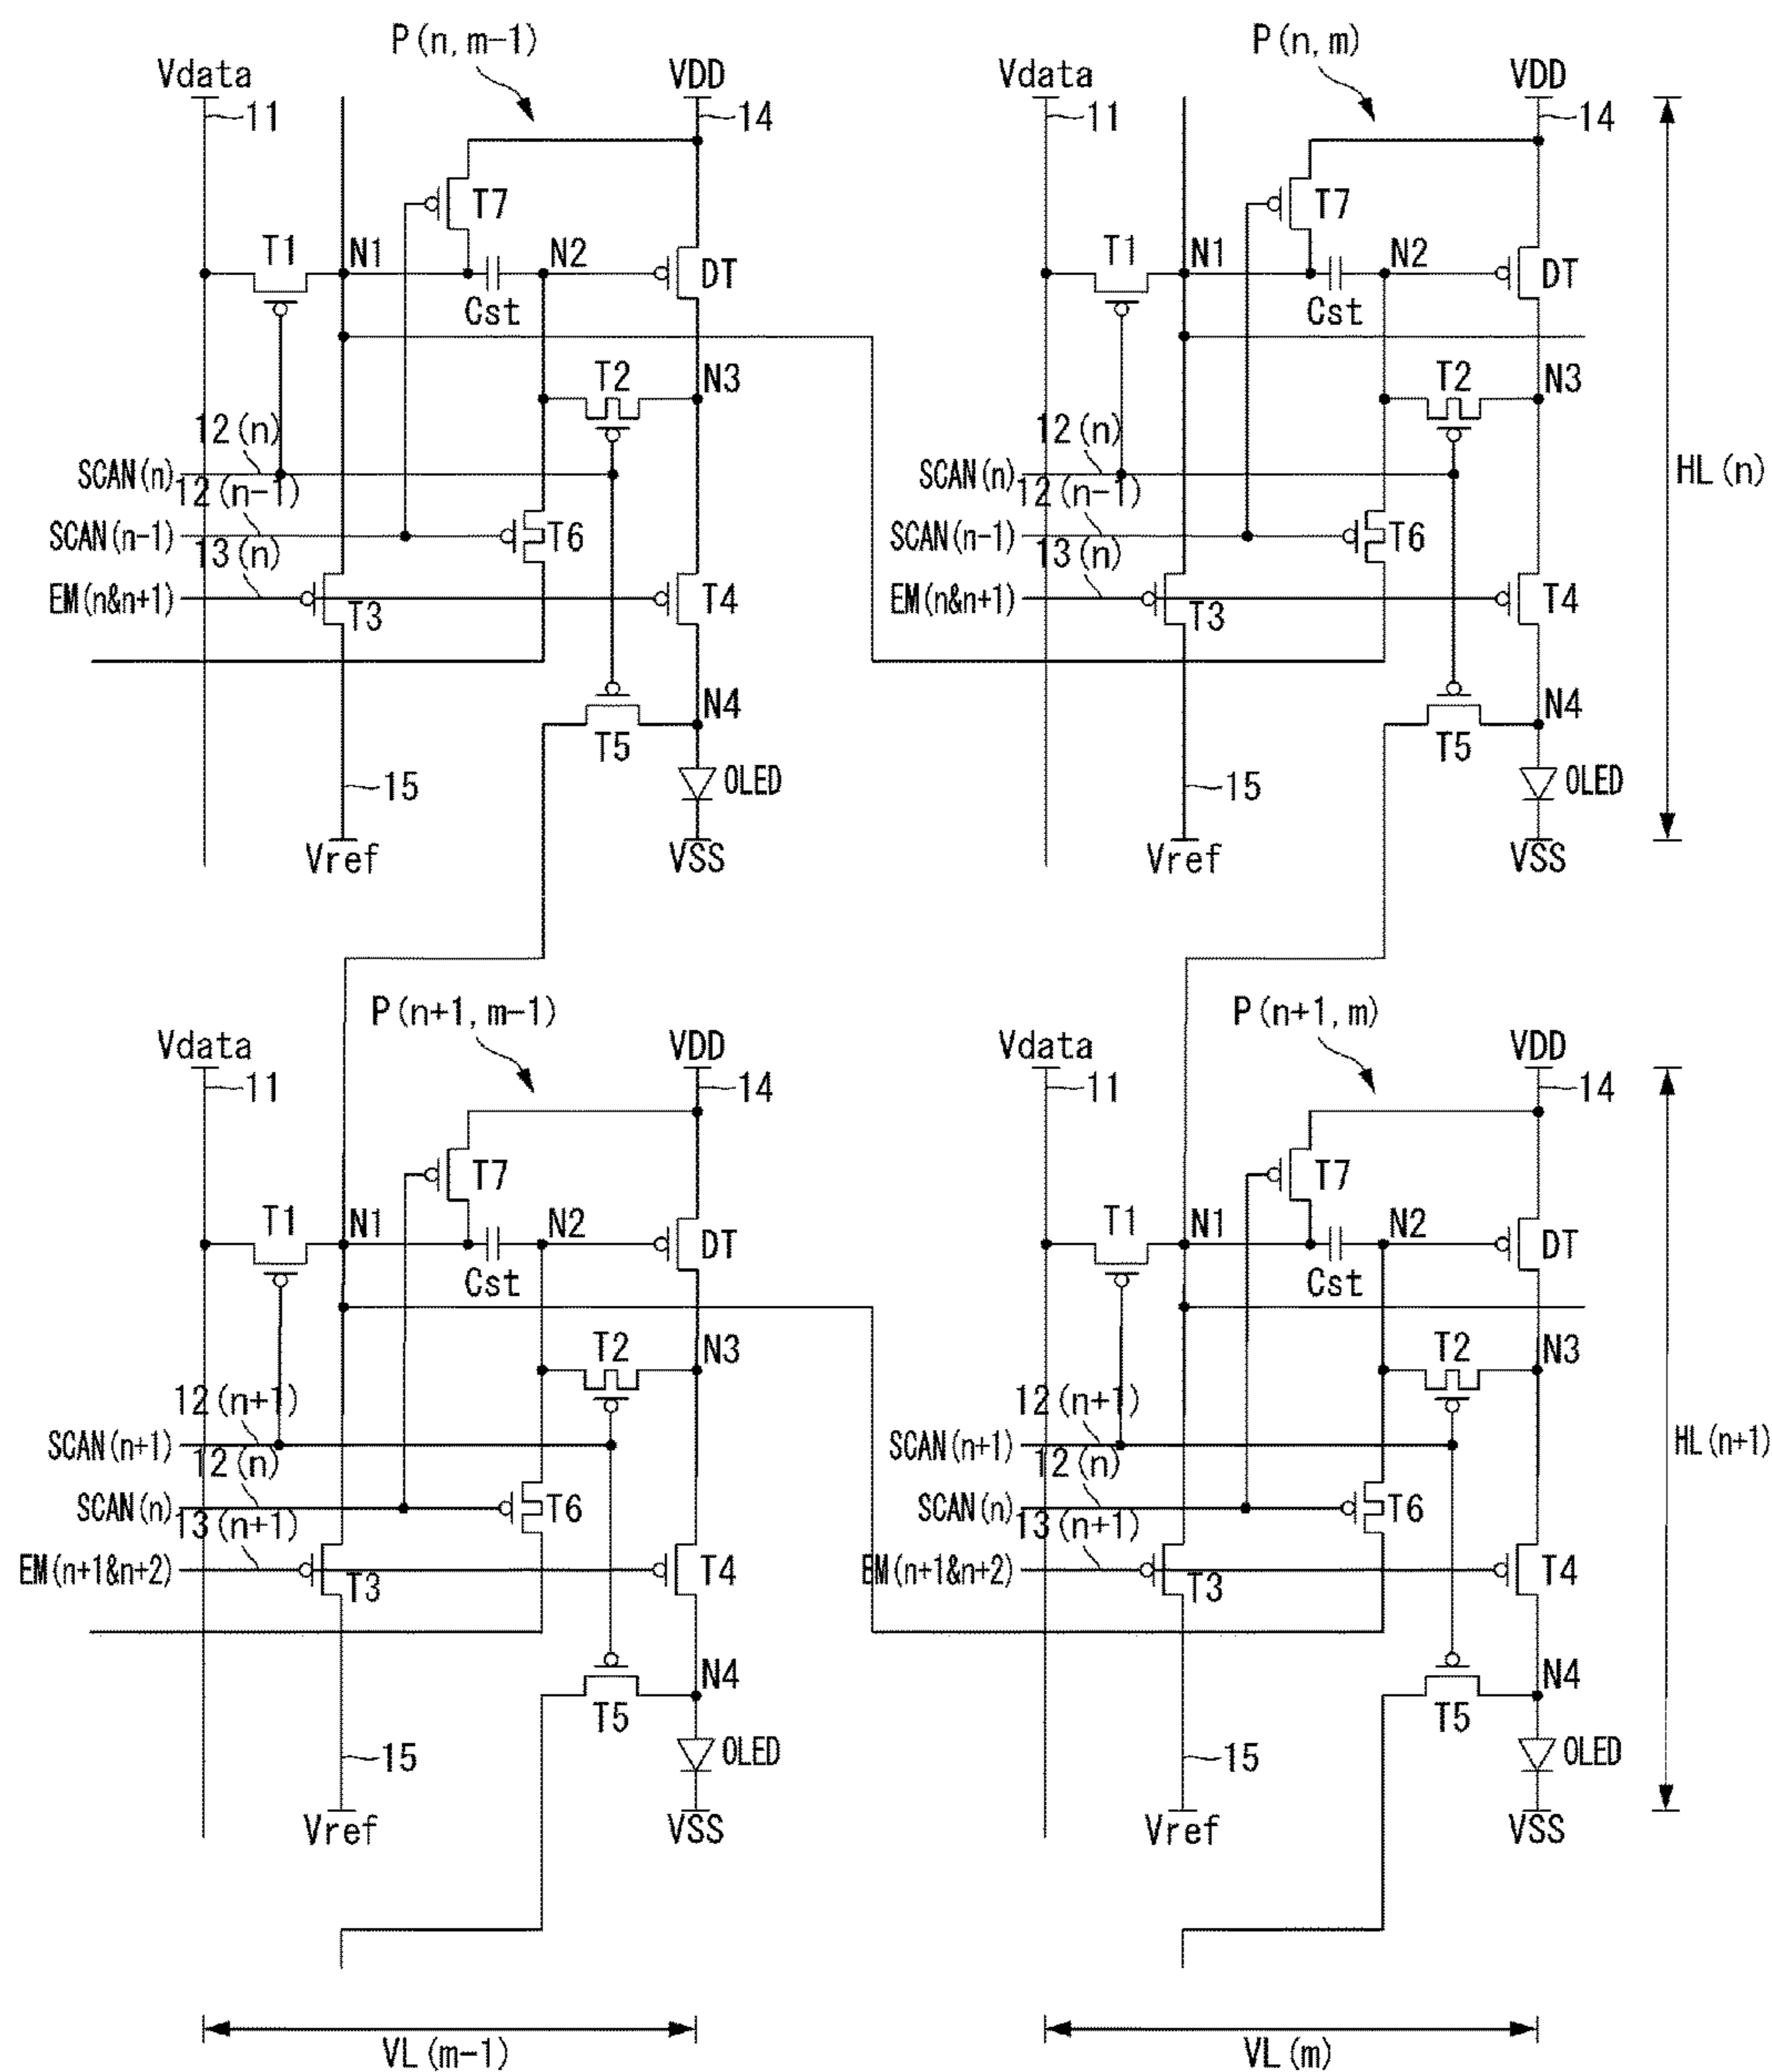 P(n,m-1) P(n,m)
Vdata VDD Vdata VDD
11 14 11 14
T7 T7
T1 N1 N2 DT T1 N1 N2 DT
Cst Cst
T2 N3 T2 N3
12(n) 12(n)
SCAN(n) SCAN(n) HL(n)
12(n-1) 12(n-1)
SCAN(n-1) T6 SCAN(n-1) T6
13(n) 13(n)
EM(n&n+1) T3 T4 EM(n&n+1) T3 T4
N4 N4
T5 T5
15 OLED 15 OLED
Vref VSS Vref VSS
P(n+1,m-1) P(n+1,m)
Vdata VDD Vdata VDD
11 14 11 14
T7 T7
T1 N1 N2 DT T1 N1 N2 DT
Cst Cst
T2 N3 T2 N3
12(n+1) 12(n+1)
SCAN(n+1) SCAN(n+1) HL(n+1)
12(n) 12(n)
SCAN(n) T6 SCAN(n) T6
13(n+1) 13(n+1)
EM(n+1&n+2) T3 T4 EM(n+1&n+2) T3 T4
N4 N4
T5 T5
15 OLED 15 OLED
Vref VSS Vref VSS
VL(m-1) VL(m)